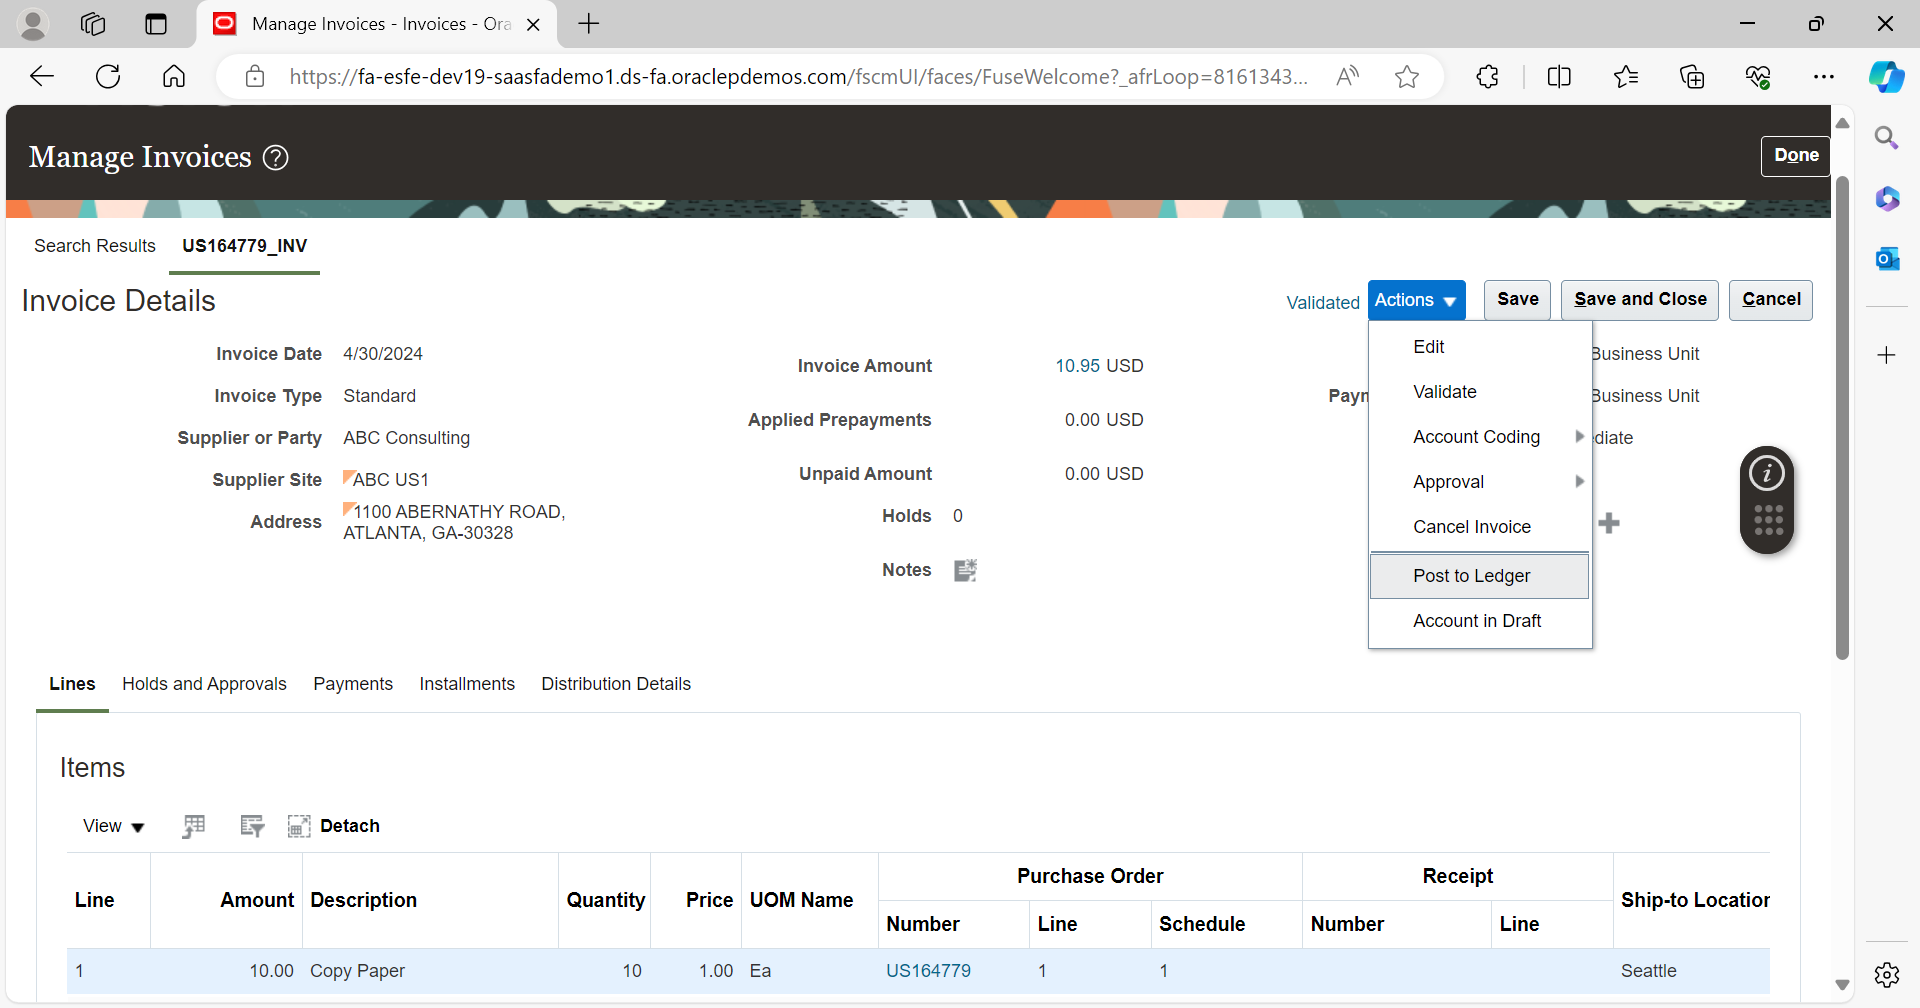 Manage Invoices - Invoices - Ora
https://fa-esfe-dev19-saasfademo1.ds-fa.oraclepdemos.com/fscmUI/faces/FuseWelcome?_afrLoop=8161343...
Manage Invoices
Done
Search Results
US164779_INV
Invoice Details
Validated
Actions
Save
Save and Close
Cancel
Invoice Date 4/30/2024
Invoice Type Standard
Supplier or Party ABC Consulting
Supplier Site ABC US1
Address 1100 ABERNATHY ROAD,
ATLANTA, GA-30328
Invoice Amount 10.95 USD
Applied Prepayments 0.00 USD
Unpaid Amount 0.00 USD
Holds 0
Notes
Edit
Validate
Account Coding
Approval
Cancel Invoice
Post to Ledger
Account in Draft
Business Unit
Paym Business Unit
diate
Lines
Holds and Approvals
Payments
Installments
Distribution Details
Items
View
Detach
Purchase Order
Receipt
Line
Amount
Description
Quantity
Price
UOM Name
Ship-to Location
Number
Line
Schedule
Number
Line
1 10.00 Copy Paper 10 1.00 Ea US164779 1 1 Seattle